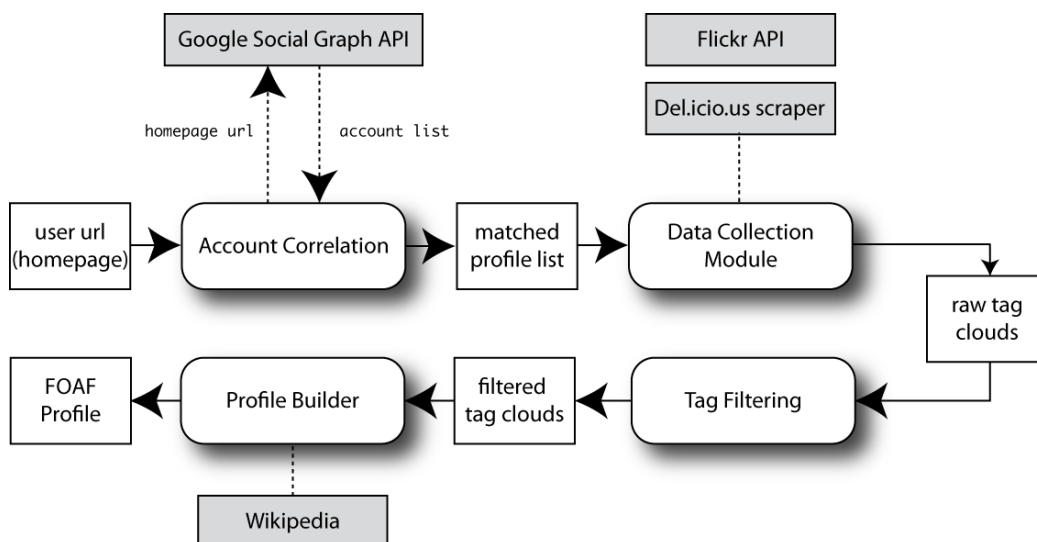 Google Social Graph API
Flickr API
Del.icio.us scraper
homepage url
account list
user url
(homepage)
Account Correlation
matched
profile list
Data Collection
Module
raw tag
clouds
FOAF
Profile
Profile Builder
filtered
tag clouds
Tag Filtering
Wikipedia